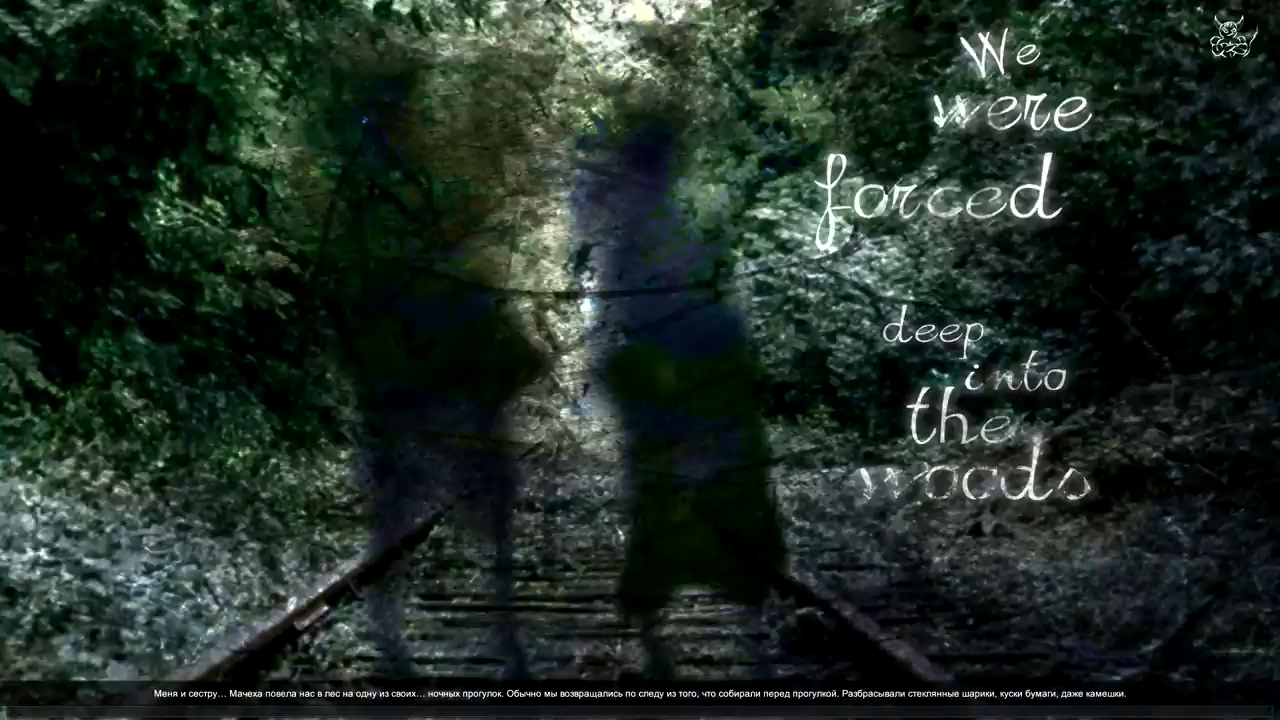 We
were
forced
deep
into
the
woods
Меня и сестру... Мачеха повела нас в лес на одну из своих... ночных прогулок. Обычно мы возвращались по следу из того, что собирали перед прогулкой. Разбрасывали стеклянные шарики, куски бумаги, даже камешки.